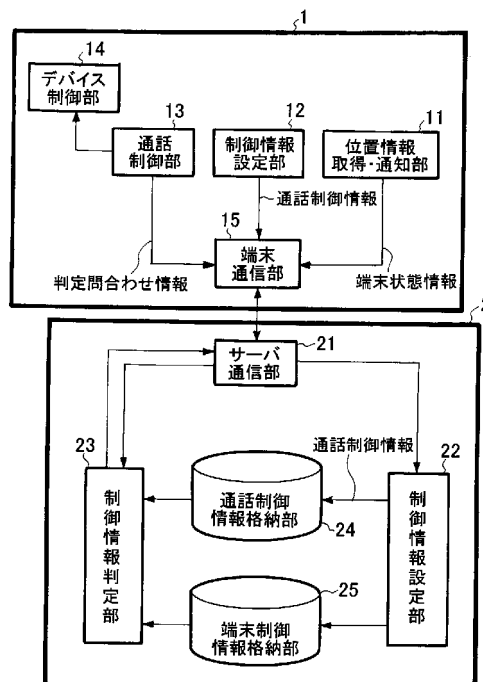 1
14
デバイス
制御部
13
通話
制御部
12
制御情報
設定部
11
位置情報
取得・通知部
通話制御情報
15
端末
通信部
判定問合わせ情報
端末状態情報
21
サーバ
通信部
23
制御情報判定部
通話制御情報
22
制御情報設定部
通話制御
情報格納部
24
25
端末制御
情報格納部